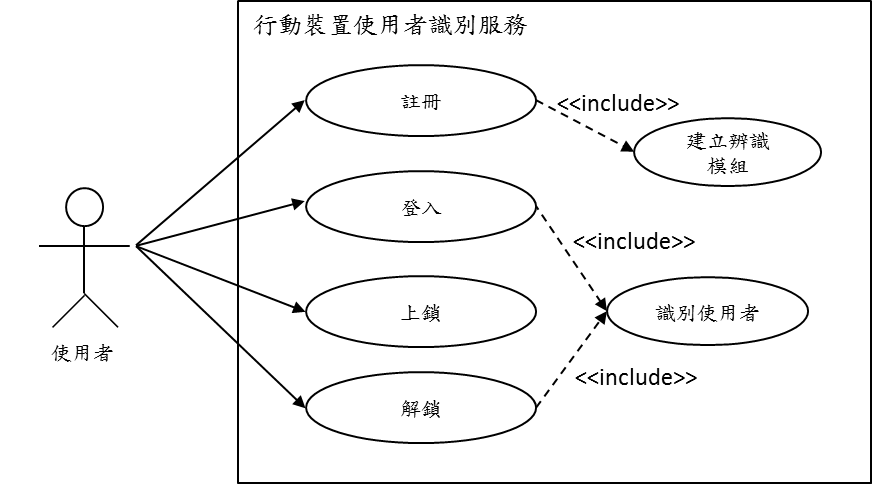 行動裝置使用者識別服務
註冊
<<include>>
建立辨識
模組
登入
<<include>>
上鎖
識別使用者
使用者
<<include>>
解鎖